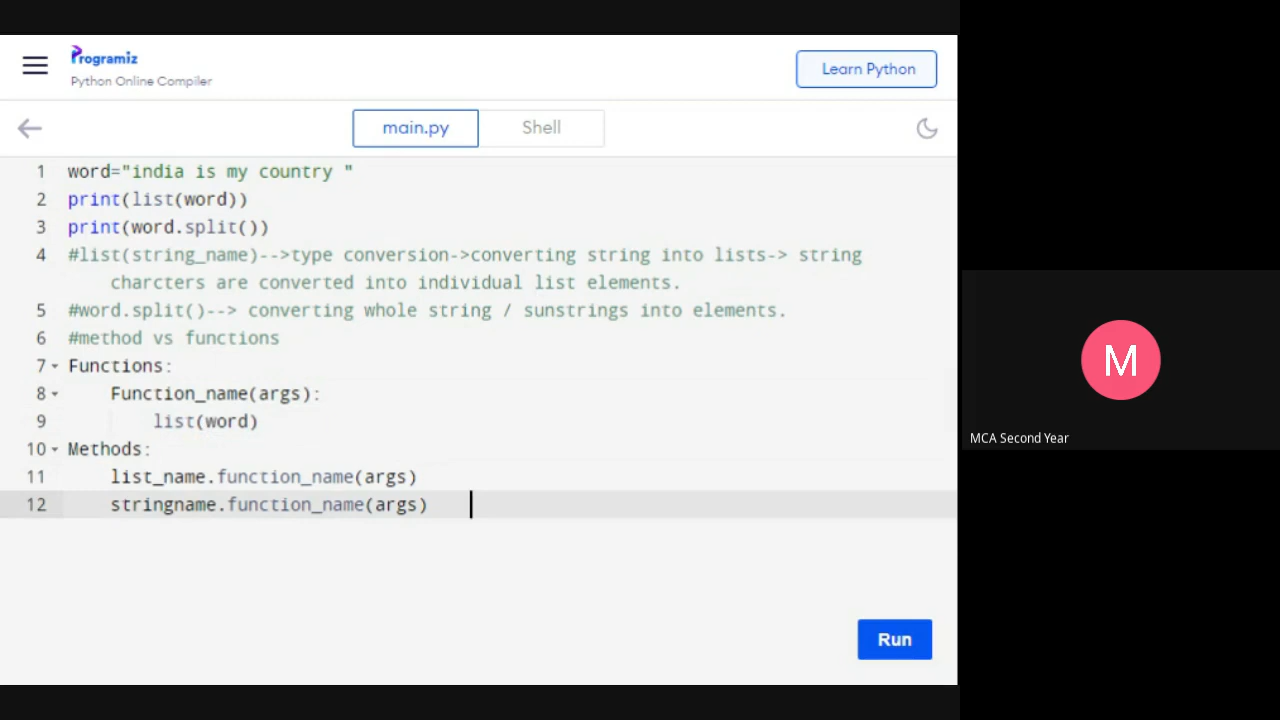 Programiz
Python Online Compiler
Learn Python
main.py
Shell
1 word="india is my country "
2 print(list(word))
3 print(word.split())
4 #list(string_name)-->type conversion->converting string into lists-> string
charcters are converted into individual list elements.
5 #word.split()--> converting whole string / sunstrings into elements.
6 #method vs functions
7 Functions:
8 Function_name(args):
9 list(word)
10 Methods:
11 list_name.function_name(args)
12 stringname.function_name(args)
Run
M
MCA Second Year